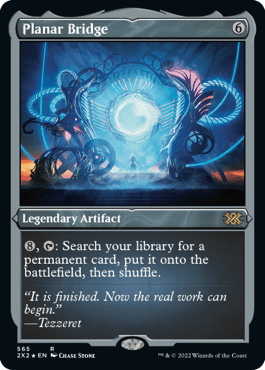 Planar Bridge 6
Legendary Artifact
8, T: Search your library for a
permanent card, put it onto the
battlefield, then shuffle.
"It is finished. Now the real work can
begin."
—Tezzeret
565 R
2X2 ★ EN Chase Stone ™ & © 2022 Wizards of the Coast